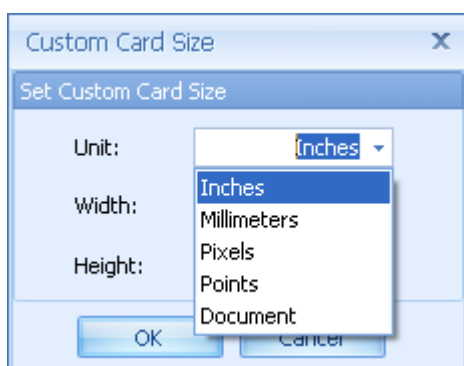 Custom Card Size
Set Custom Card Size
Unit: Inches
Inches
Width:
Millimeters
Pixels
Height:
Points
Document
OK Cancel